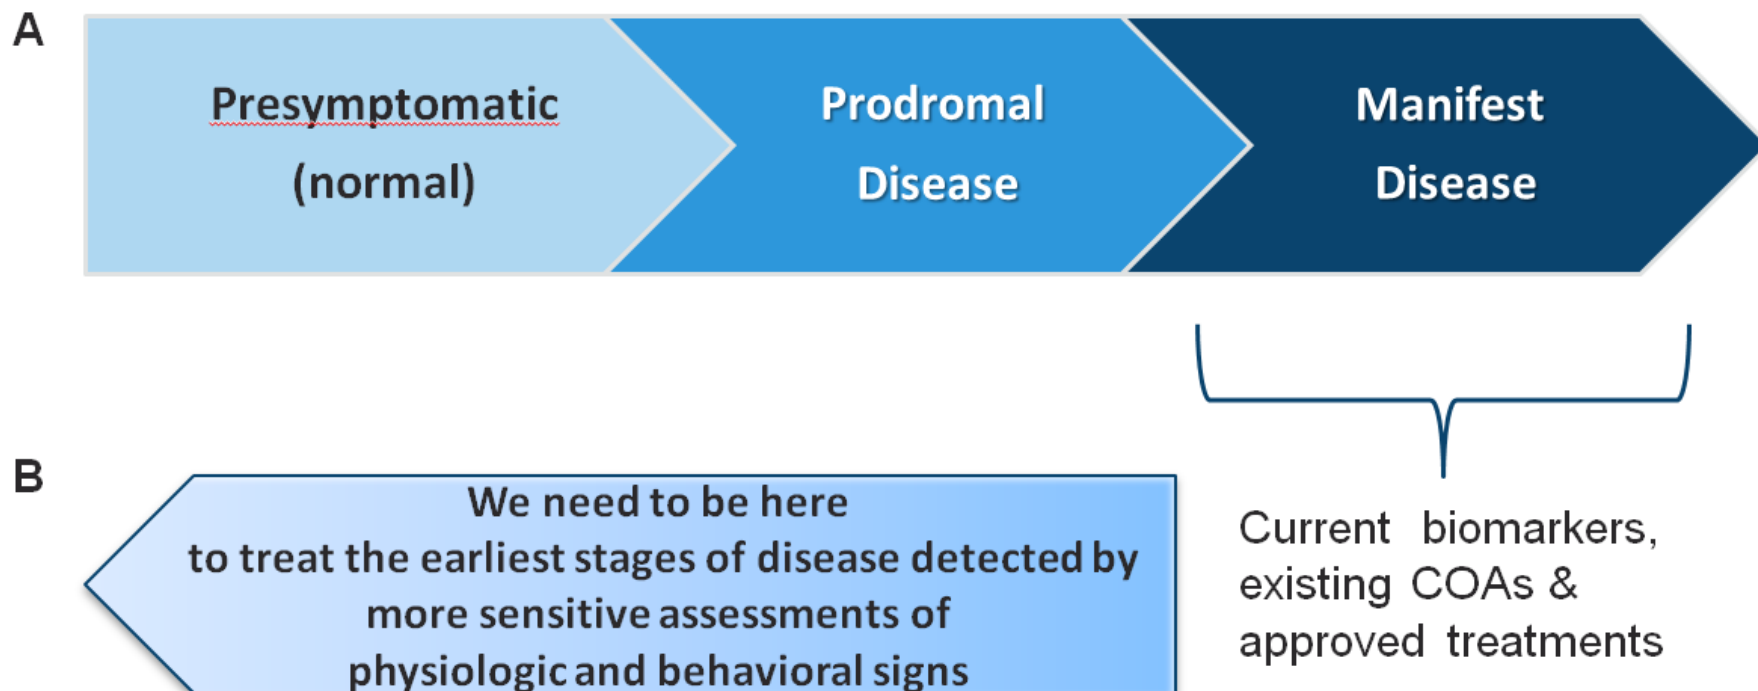 A
Presymptomatic
(normal)
Prodromal
Disease
Manifest
Disease
B
We need to be here
to treat the earliest stages of disease detected by
more sensitive assessments of
physiologic and behavioral signs
Current biomarkers,
existing COAs &
approved treatments